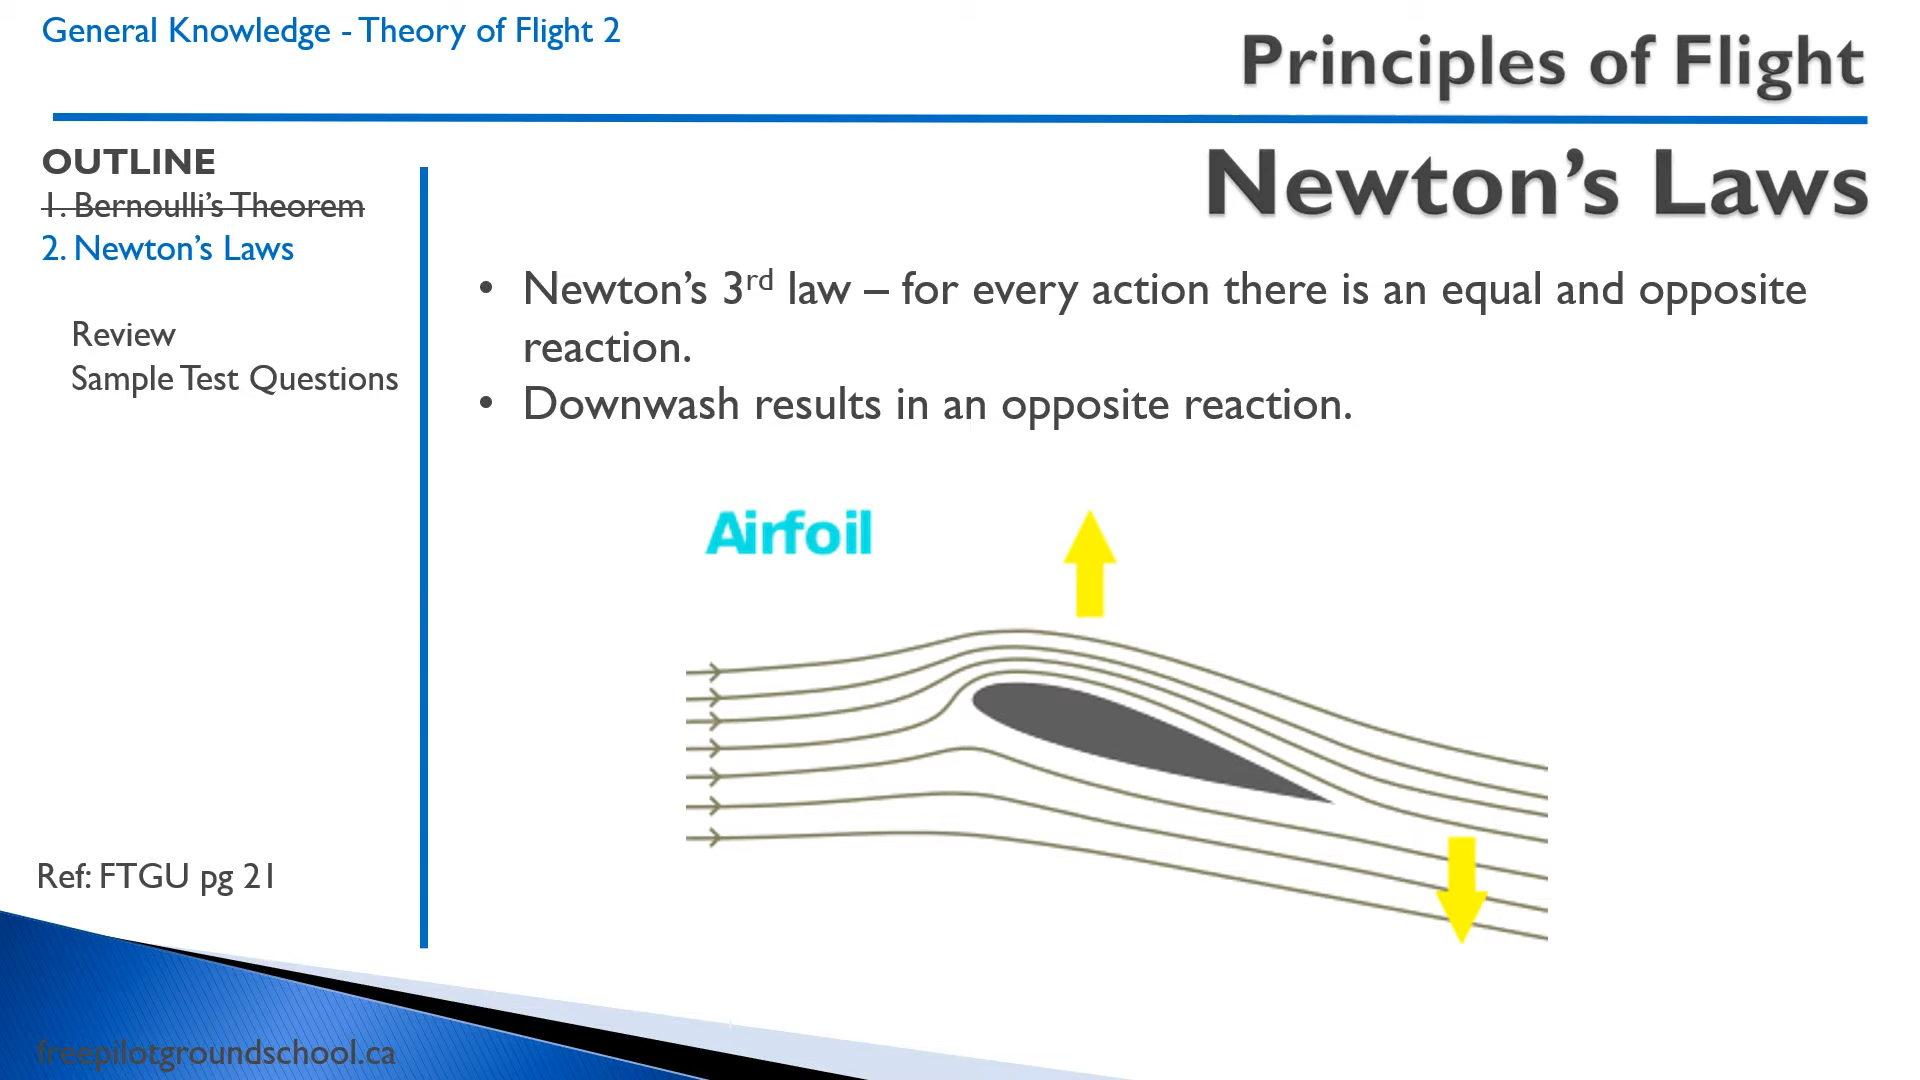 General Knowledge - Theory of Flight 2
Principles of Flight
OUTLINE
1. Bernoulli's Theorem
2. Newton's Laws
Review
Sample Test Questions
Ref: FTGU pg 21
freepilotgroundschool.ca
Newton's Laws
• Newton's 3rd law – for every action there is an equal and opposite
reaction.
• Downwash results in an opposite reaction.
Airfoil